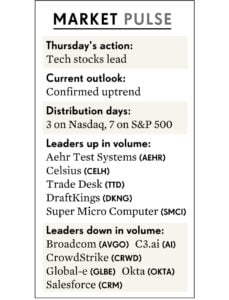 MARKET PULSE
Thursday's action:
Tech stocks lead
Current outlook:
Confirmed uptrend
Distribution days:
3 on Nasdaq, 7 on S&P 500
Leaders up in volume:
Aehr Test Systems (AEHR)
Celsius (CELH)
Trade Desk (TTD)
DraftKings (DKNG)
Super Micro Computer (SMCI)
Leaders down in volume:
Broadcom (AVGO) C3.ai (AI)
CrowdStrike (CRWD)
Global-e (GLBE) Okta (OKTA)
Salesforce (CRM)